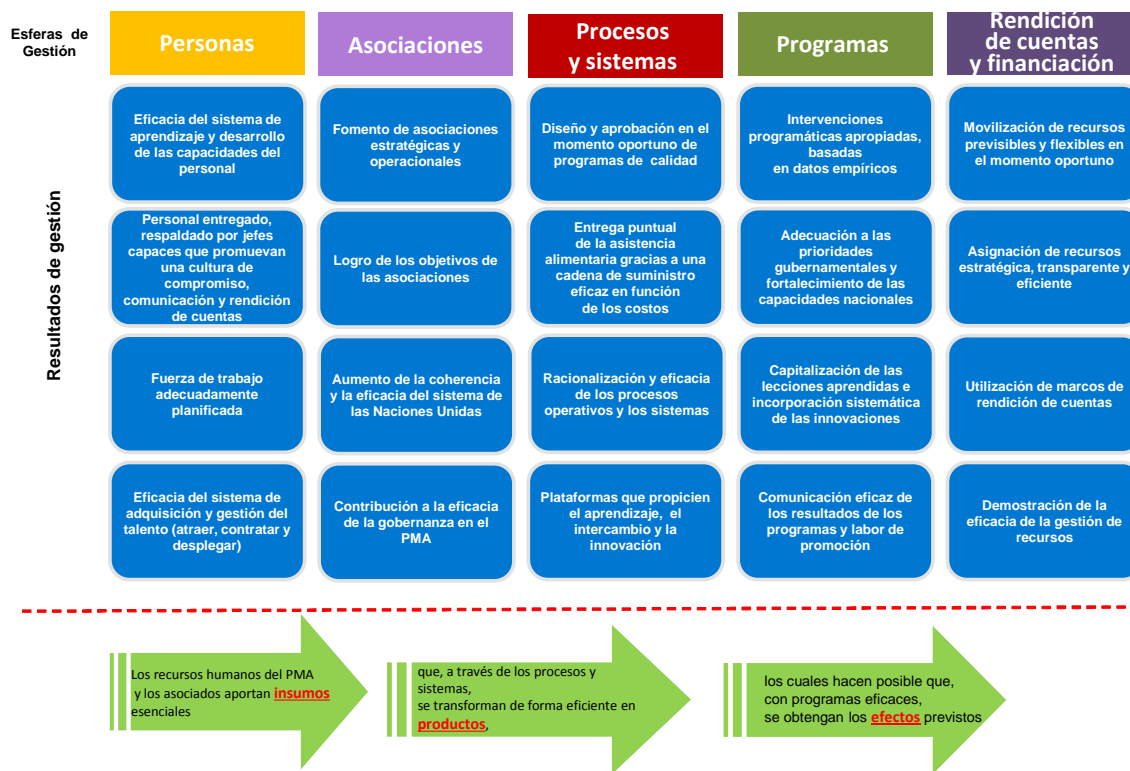 Esferas de
Gestión
Personas
Asociaciones
Procesos
y sistemas
Programas
Rendición
de cuentas
y financiación
Resultados de gestión
Eficacia del sistema de
aprendizaje y desarrollo
de las capacidades del
personal
Fomento de asociaciones
estratégicas y
operacionales
Diseño y aprobación en el
momento oportuno de
programas de calidad
Intervenciones
programáticas apropiadas,
basadas
en datos empíricos
Movilización de recursos
previsibles y flexibles en
el momento oportuno
Personal entregado,
respaldado por jefes
capaces que promuevan
una cultura de
compromiso,
comunicación y rendición
de cuentas
Logro de los objetivos de
las asociaciones
Entrega puntual
de la asistencia
alimentaria gracias a una
cadena de suministro
eficaz en función
de los costos
Adecuación a las
prioridades
gubernamentales y
fortalecimiento de las
capacidades nacionales
Asignación de recursos
estratégica, transparente y
eficiente
Fuerza de trabajo
adecuadamente
planificada
Aumento de la coherencia
y la eficacia del sistema de
las Naciones Unidas
Racionalización y eficacia
de los procesos
operativos y los sistemas
Capitalización de las
lecciones aprendidas e
incorporación sistemática
de las innovaciones
Utilización de marcos de
rendición de cuentas
Eficacia del sistema de
adquisición y gestión del
talento (atraer, contratar y
desplegar)
Contribución a la eficacia
de la gobernanza en el
PMA
Plataformas que propicien
el aprendizaje, el
intercambio y la
innovación
Comunicación eficaz de
los resultados de los
programas y labor de
promoción
Demostración de la
eficacia de la gestión de
recursos
Los recursos humanos del PMA
y los asociados aportan insumos
esenciales
que, a través de los procesos y
sistemas,
se transforman de forma eficiente en
productos,
los cuales hacen posible que,
con programas eficaces,
se obtengan los efectos previstos